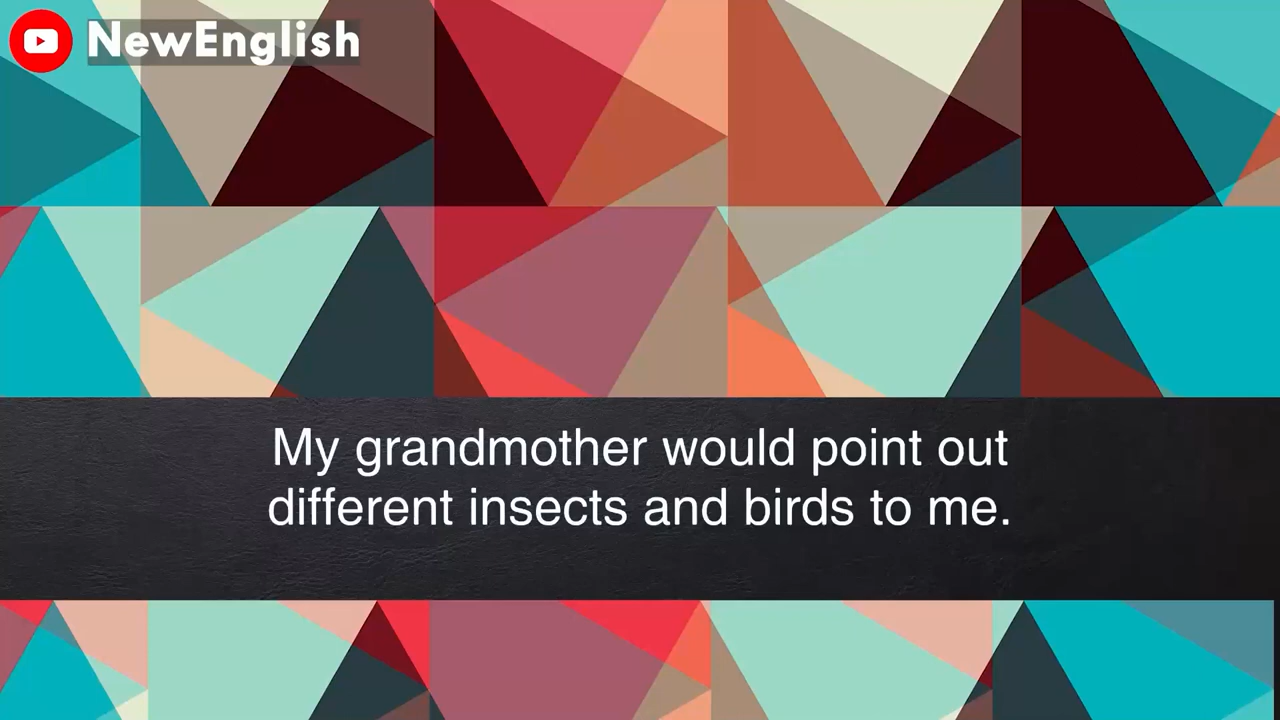 NewEnglish
My grandmother would point out
different insects and birds to me.